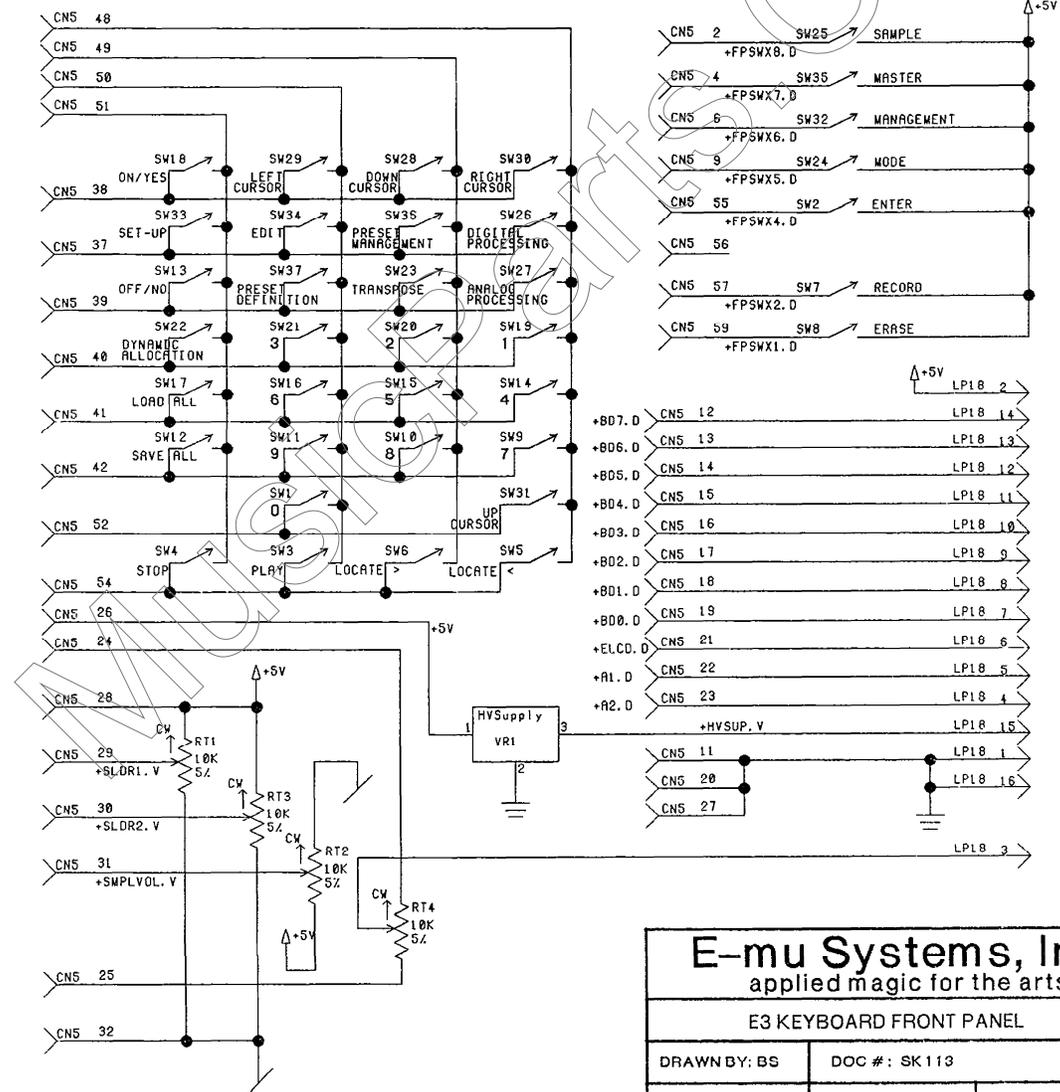 CN5 48
CN5 49
CN5 50
CN5 51
SW18 SW29 SW28 SW30
ON/YES LEFT CURSOR DOWN CURSOR RIGHT CURSOR
CN5 38
SW33 SW34 SW36 SW26
SET-UP EDIT PRESET MANAGEMENT DIGITAL PROCESSING
CN5 37
SW13 SW37 SW23 SW27
OFF/NO PRESET DEFINITION TRANSPOSE ANALOG PROCESSING
CN5 39
SW22 SW21 SW20 SW19
DYNAMIC ALLOCATION 3 2 1
CN5 40
SW17 SW16 SW15 SW14
LOAD ALL 6 5 4
CN5 41
SW12 SW11 SW10 SW9
SAVE ALL 9 8 7
CN5 42
SW1 SW31
0 UP CURSOR
CN5 52
SW4 SW3 SW6 SW5
STOP PLAY LOCATE > LOCATE <
CN5 54
CN5 26
+5V
CN5 24
+5V
CN5 28
CW RT1 10K 5%
CN5 29
+SLDR1.V
CW RT3 10K 5%
CN5 30
+SLDR2.V
CW RT2 10K 5%
CN5 31
+SMPLVOL.V
CW RT4 10K 5%
+5V
CN5 25
CN5 32
HVSupply
1 VR1 3
2
+5V
CN5 2 SW25 SAMPLE
+FPSWX8.D
CN5 4 SW35 MASTER
+FPSWX7.D
CN5 6 SW32 MANAGEMENT
+FPSWX6.D
CN5 9 SW24 MODE
+FPSWX5.D
CN5 55 SW2 ENTER
+FPSWX4.D
CN5 56
CN5 57 SW7 RECORD
+FPSWX2.D
CN5 59 SW8 ERASE
+FPSWX1.D
+5V LP18 2
+BD7.D CN5 12 LP18 14
+BD6.D CN5 13 LP18 13
+BD5.D CN5 14 LP18 12
+BD4.D CN5 15 LP18 11
+BD3.D CN5 16 LP18 10
+BD2.D CN5 17 LP18 9
+BD1.D CN5 18 LP18 8
+BD0.D CN5 19 LP18 7
+ELCD.D CN5 21 LP18 6
+A1.D CN5 22 LP18 5
+A2.D CN5 23 LP18 4
+HVSUP.V LP18 15
CN5 11 LP18 1
CN5 20 LP18 16
CN5 27
LP18 3
E-mu Systems, In
applied magic for the arts
E3 KEYBOARD FRONT PANEL
DRAWN BY: BS DOC #: SK113
MusicParts.